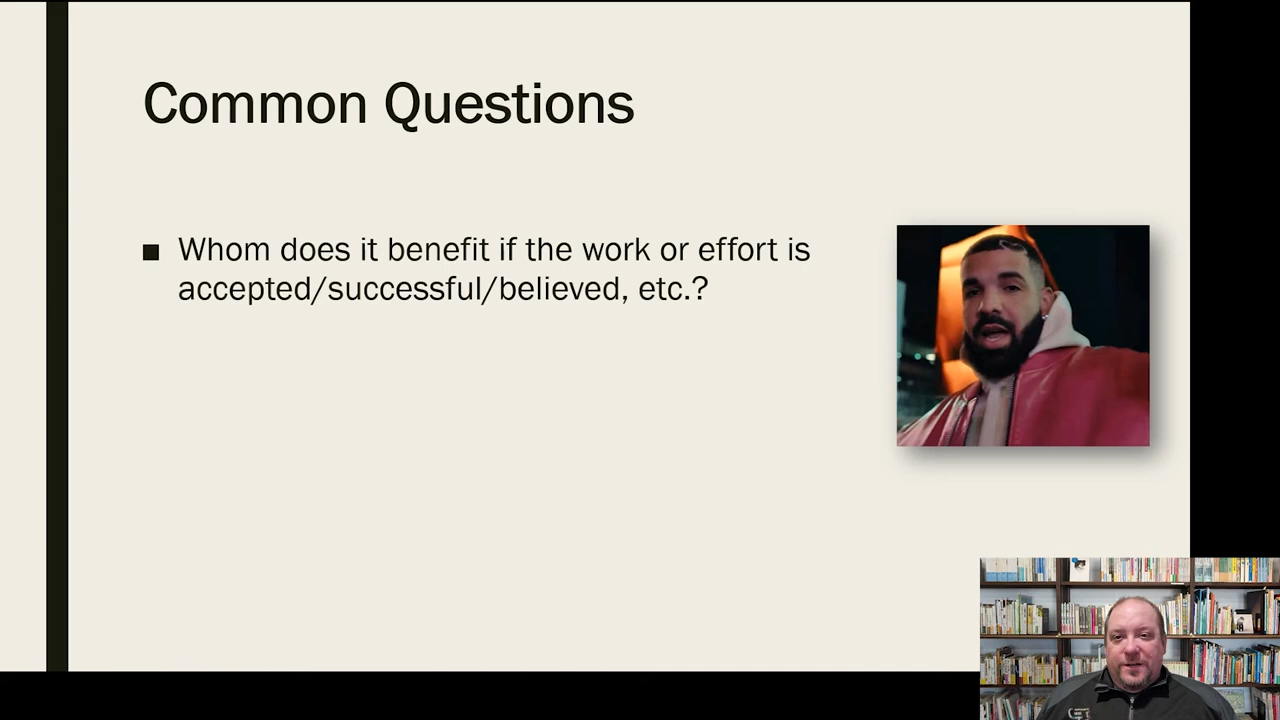 Common Questions
■ Whom does it benefit if the work or effort is
accepted/successful/believed, etc.?